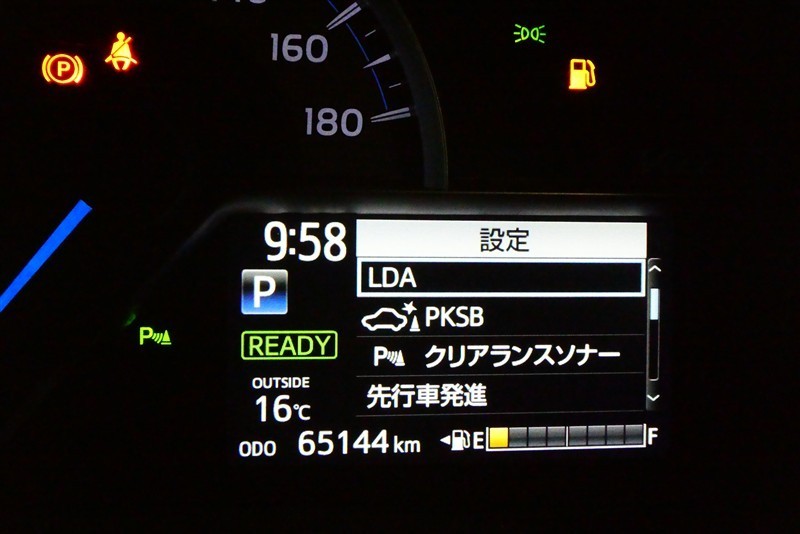 160
180
P
9:58
設定
P
LDA
PKSB
READY
P クリアランスソナー
P
OUTSIDE
16℃
先行車発進
ODO 65144 km
E F